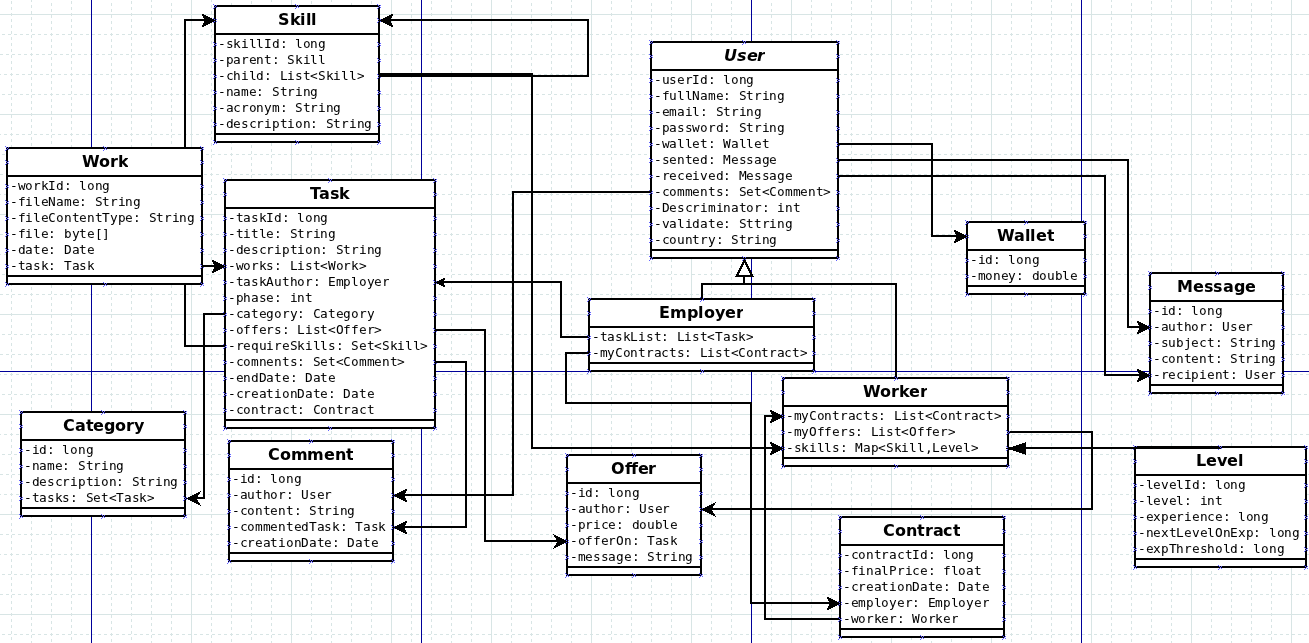 Skill
-skillId: long
-parent: Skill
-child: List<Skill>
-name: String
-acronym: String
-description: String
User
-userId: long
-fullName: String
-email: String
-password: String
-wallet: Wallet
-sented: Message
-received: Message
-comments: Set<Comment>
-Descriminator: int
-validate: Sttring
-country: String
Work
-workId: long
-fileName: String
-fileContentType: String
-file: byte[]
-date: Date
-task: Task
Task
-taskId: long
-title: String
-description: String
-works: List<Work>
-taskAuthor: Employer
-phase: int
-category: Category
-offers: List<Offer>
-requireSkills: Set<Skill>
-comnents: Set<Comment>
-endDate: Date
-creationDate: Date
-contract: Contract
Wallet
-id: long
-money: double
Message
-id: long
-author: User
-subject: String
-content: String
-recipient: User
Employer
-taskList: List<Task>
-myContracts: List<Contract>
Worker
-myContracts: List<Contract>
-myOffers: List<Offer>
-skills: Map<Skill,Level>
Category
-id: long
-name: String
-description: String
-tasks: Set<Task>
Comment
-id: long
-author: User
-content: String
-commentedTask: Task
-creationDate: Date
Offer
-id: long
-author: User
-price: double
-offerOn: Task
-message: String
Level
-levelId: long
-level: int
-experience: long
-nextLevelOnExp: long
-expThreshold: long
Contract
-contractId: long
-finalPrice: float
-creationDate: Date
-employer: Employer
-worker: Worker